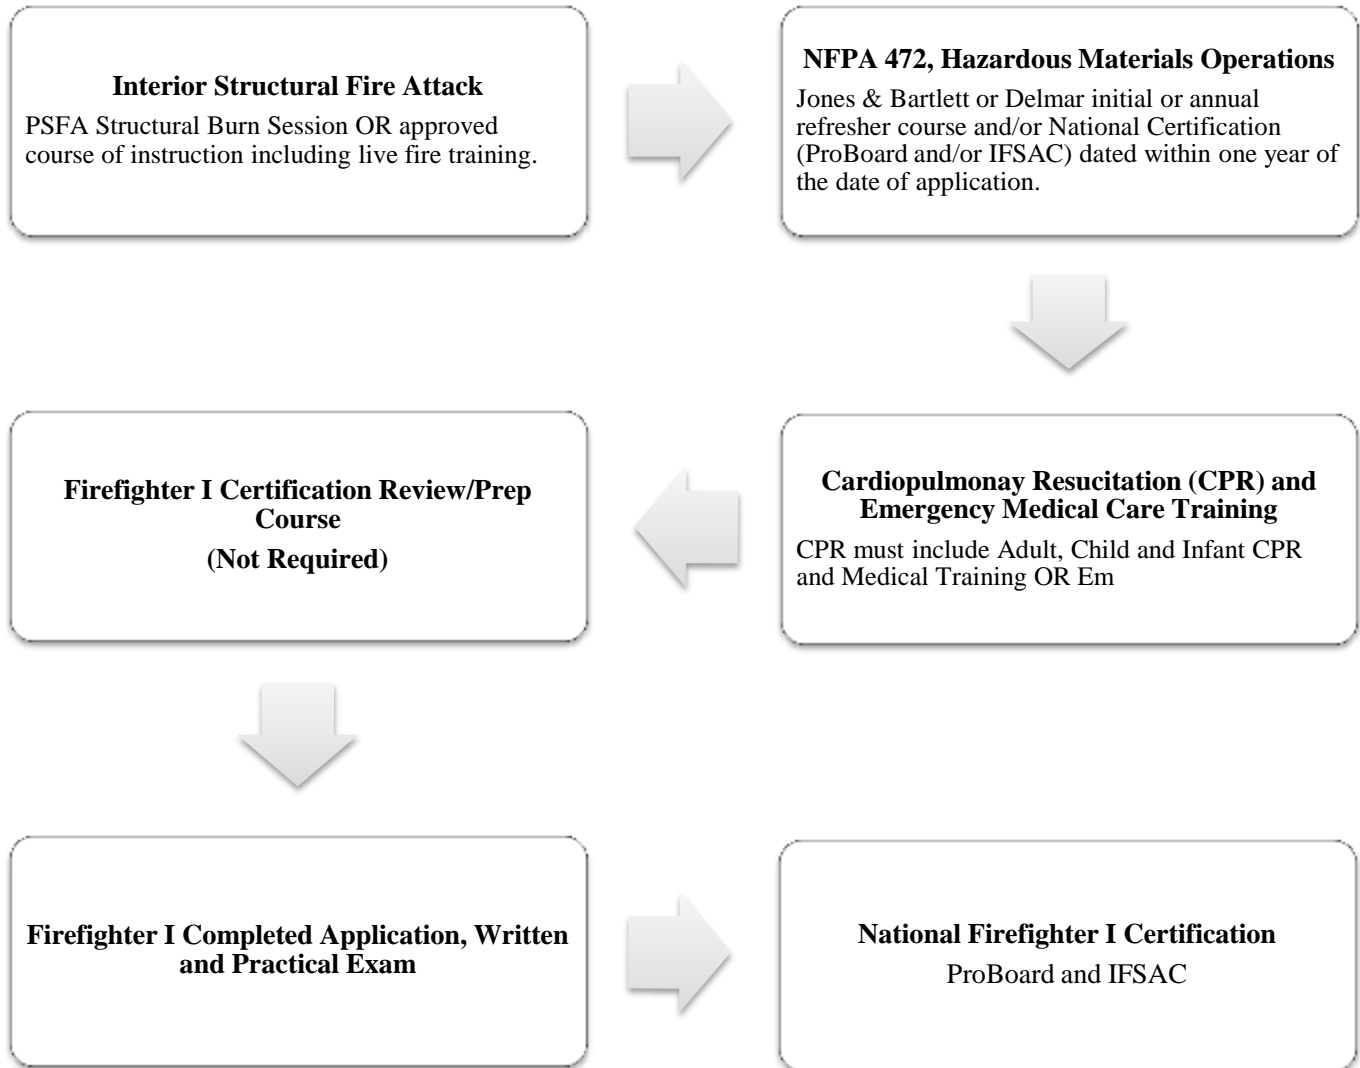 Interior Structural Fire Attack
PSFA Structural Burn Session OR approved
course of instruction including live fire training.
NFPA 472, Hazardous Materials Operations
Jones & Bartlett or Delmar initial or annual
refresher course and/or National Certification
(ProBoard and/or IFSAC) dated within one year of
the date of application.
Cardiopulmonay Resucitation (CPR) and
Emergency Medical Care Training
CPR must include Adult, Child and Infant CPR
and Medical Training OR Em
Firefighter I Certification Review/Prep
Course
(Not Required)
Firefighter I Completed Application, Written
and Practical Exam
National Firefighter I Certification
ProBoard and IFSAC